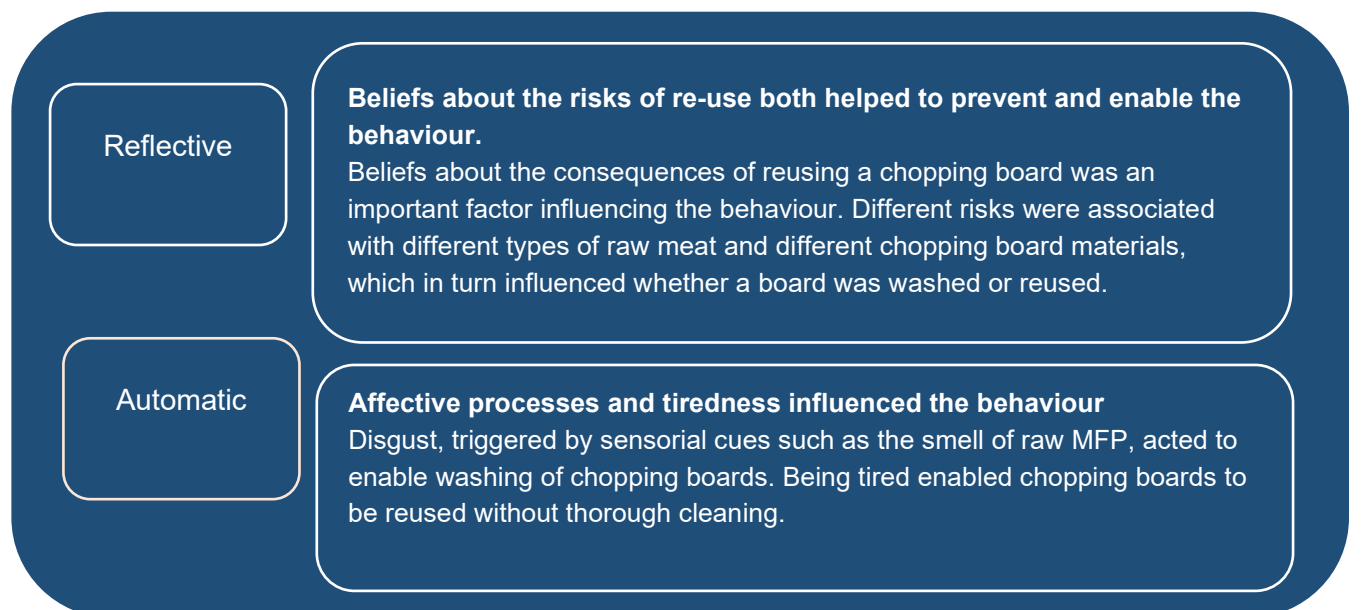 Reflective
Beliefs about the risks of re-use both helped to prevent and enable the
behaviour.
Beliefs about the consequences of reusing a chopping board was an
important factor influencing the behaviour. Different risks were associated
with different types of raw meat and different chopping board materials,
which in turn influenced whether a board was washed or reused.
Automatic
Affective processes and tiredness influenced the behaviour
Disgust, triggered by sensorial cues such as the smell of raw MFP, acted to
enable washing of chopping boards. Being tired enabled chopping boards to
be reused without thorough cleaning.